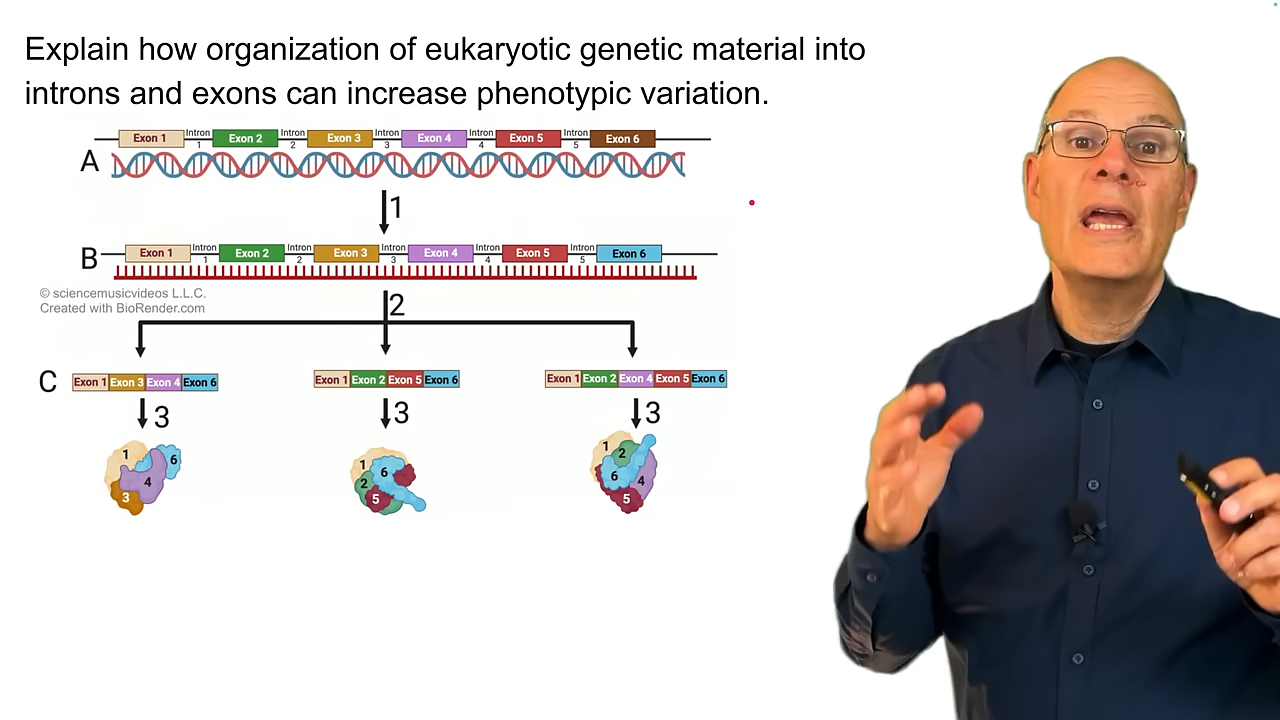 Explain how organization of eukaryotic genetic material into
introns and exons can increase phenotypic variation.
Exon 1 Intron 1 Exon 2 Intron 2 Exon 3 Intron 3 Exon 4 Intron 4 Exon 5 Intron 5 Exon 6
A
1
Exon 1 Intron 1 Exon 2 Intron 2 Exon 3 Intron 3 Exon 4 Intron 4 Exon 5 Intron 5 Exon 6
B
© sciencemusicvideos L.L.C.
Created with BioRender.com
2
C
Exon 1 Exon 3 Exon 4 Exon 6
Exon 1 Exon 2 Exon 5 Exon 6
Exon 1 Exon 2 Exon 4 Exon 5 Exon 6
3
3
3
1 6 4 3
1 6 2 5
1 2 6 4 5